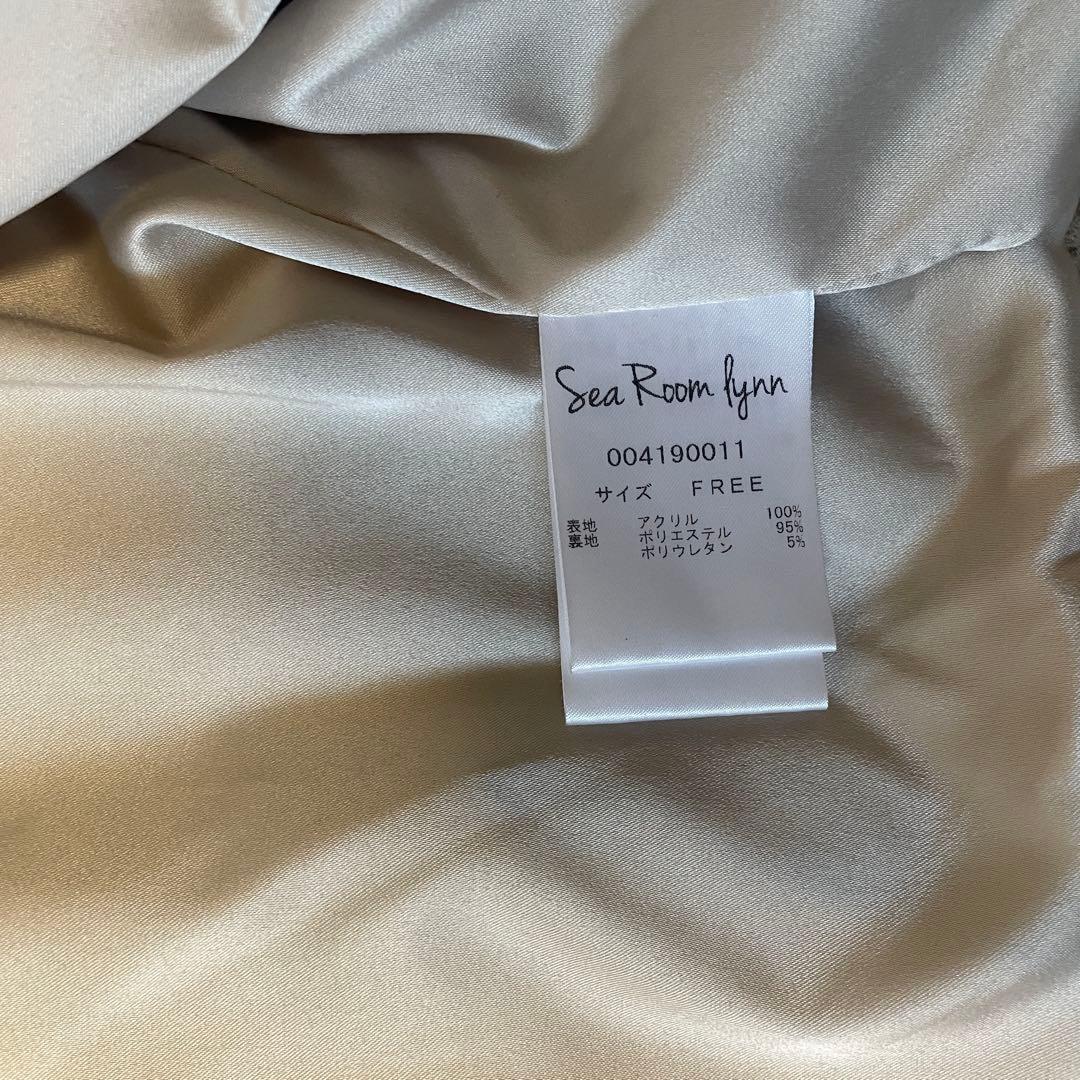 Sea Room lynn
004190011
サイズ FREE
表地 アクリル 100%
裏地 ポリエステル 95%
ポリウレタン 5%